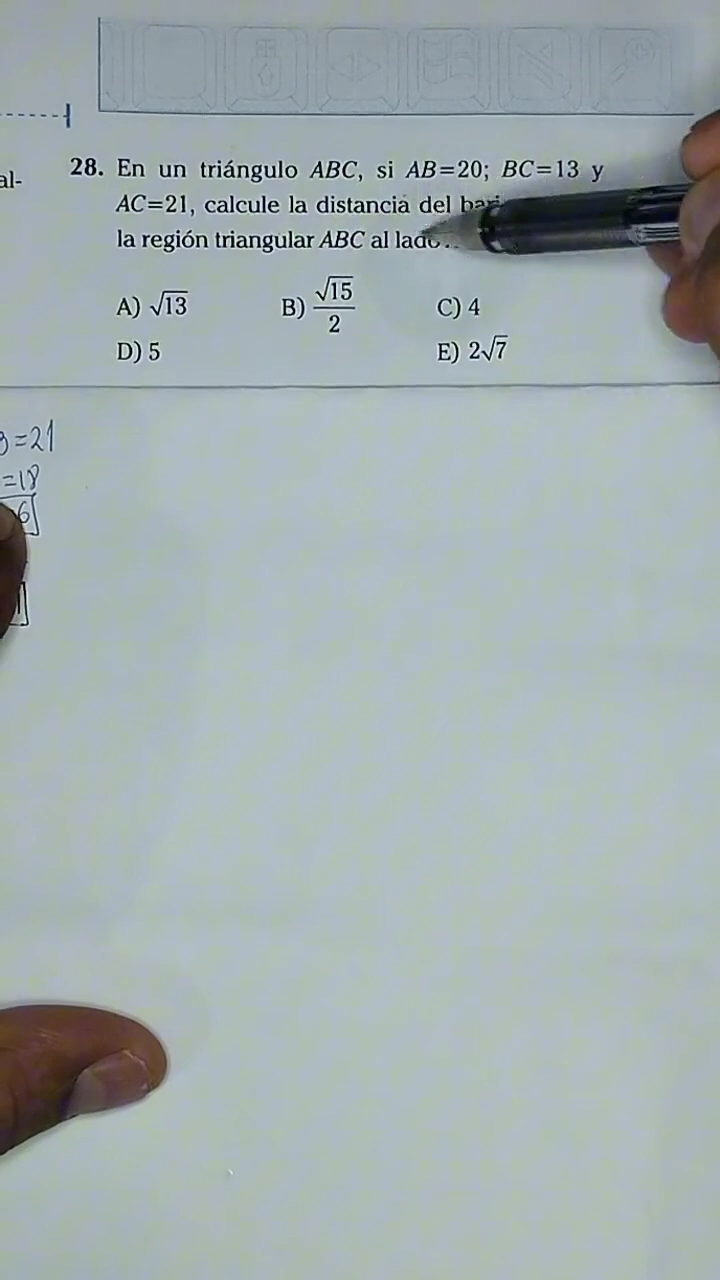 al-
28. En un triángulo ABC, si AB=20; BC=13 y
AC=21, calcule la distancia del
la región triangular ABC al lado
A) √13 B) √15/2 C) 4
D) 5 E) 2√7
=21
=18
6